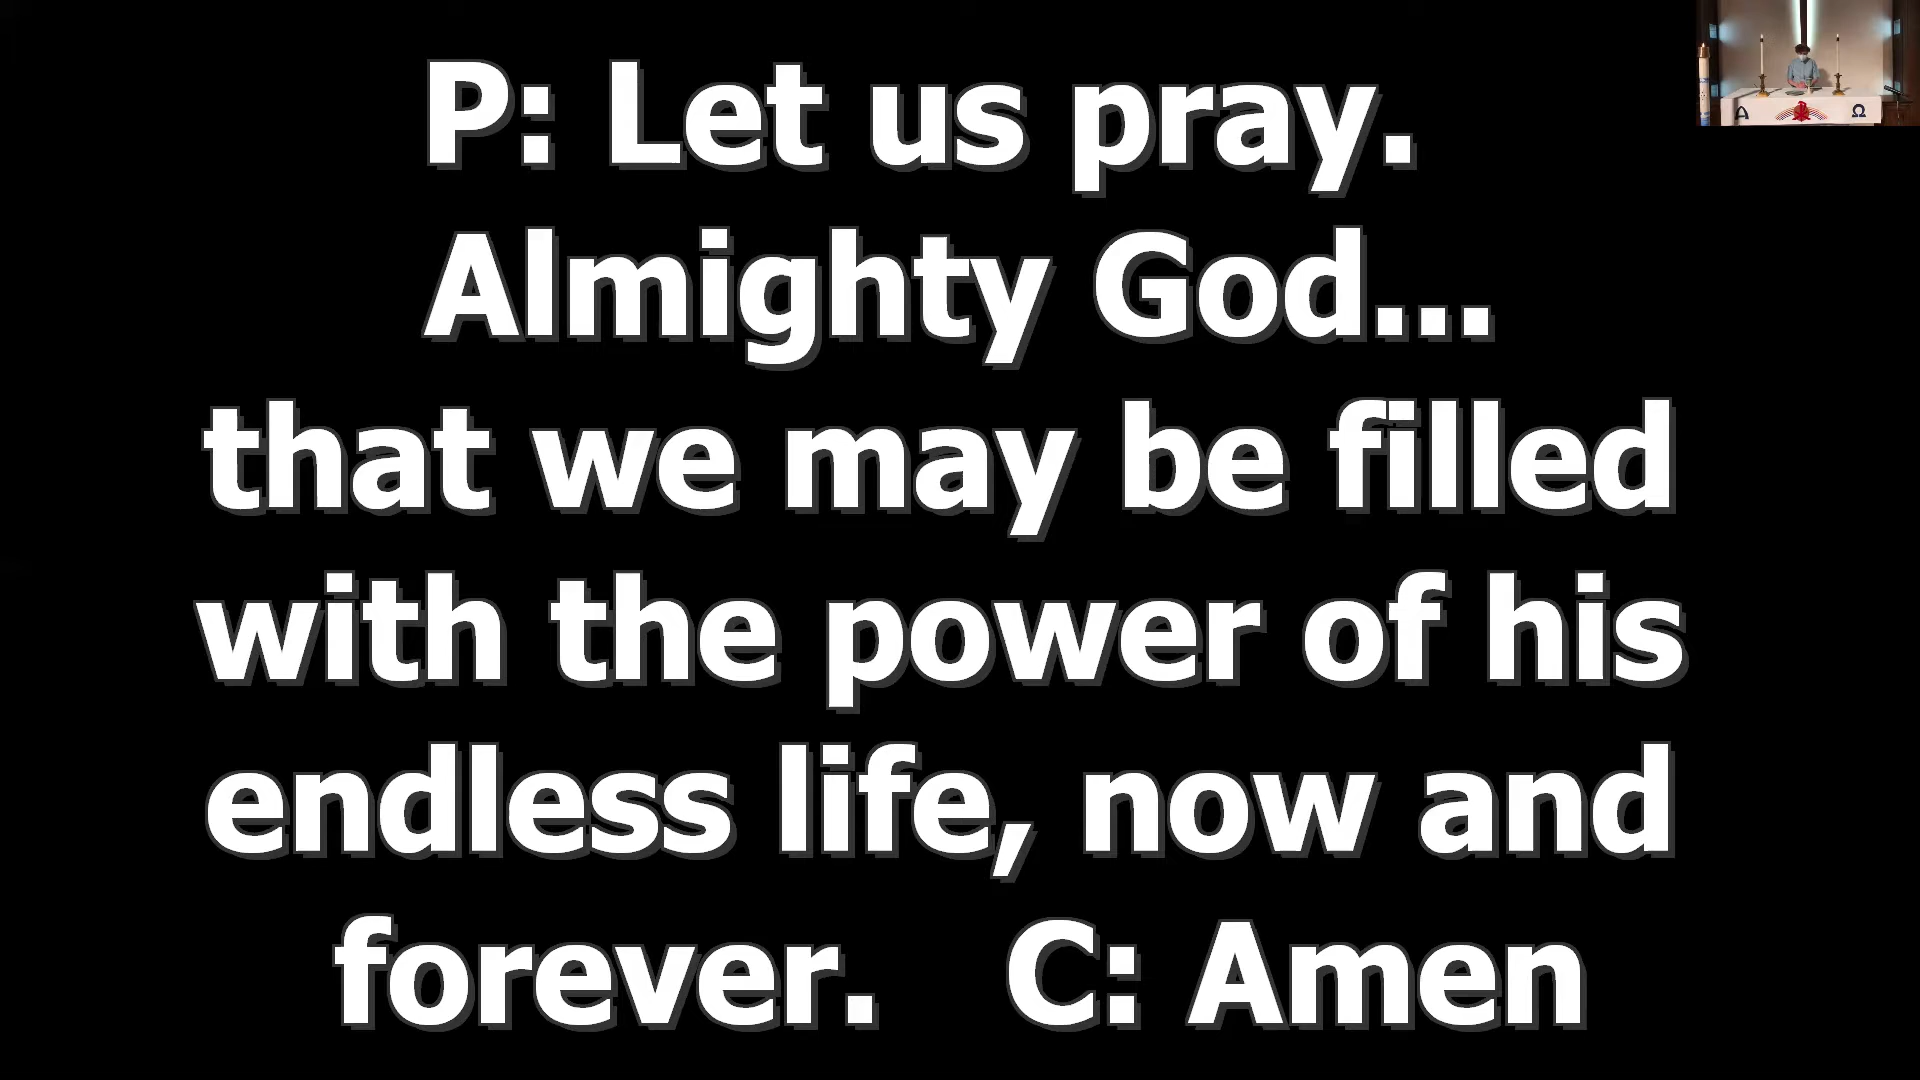 P: Let us pray.
Almighty God...
that we may be filled
with the power of his
endless life, now and
forever.   C: Amen
Α Ω